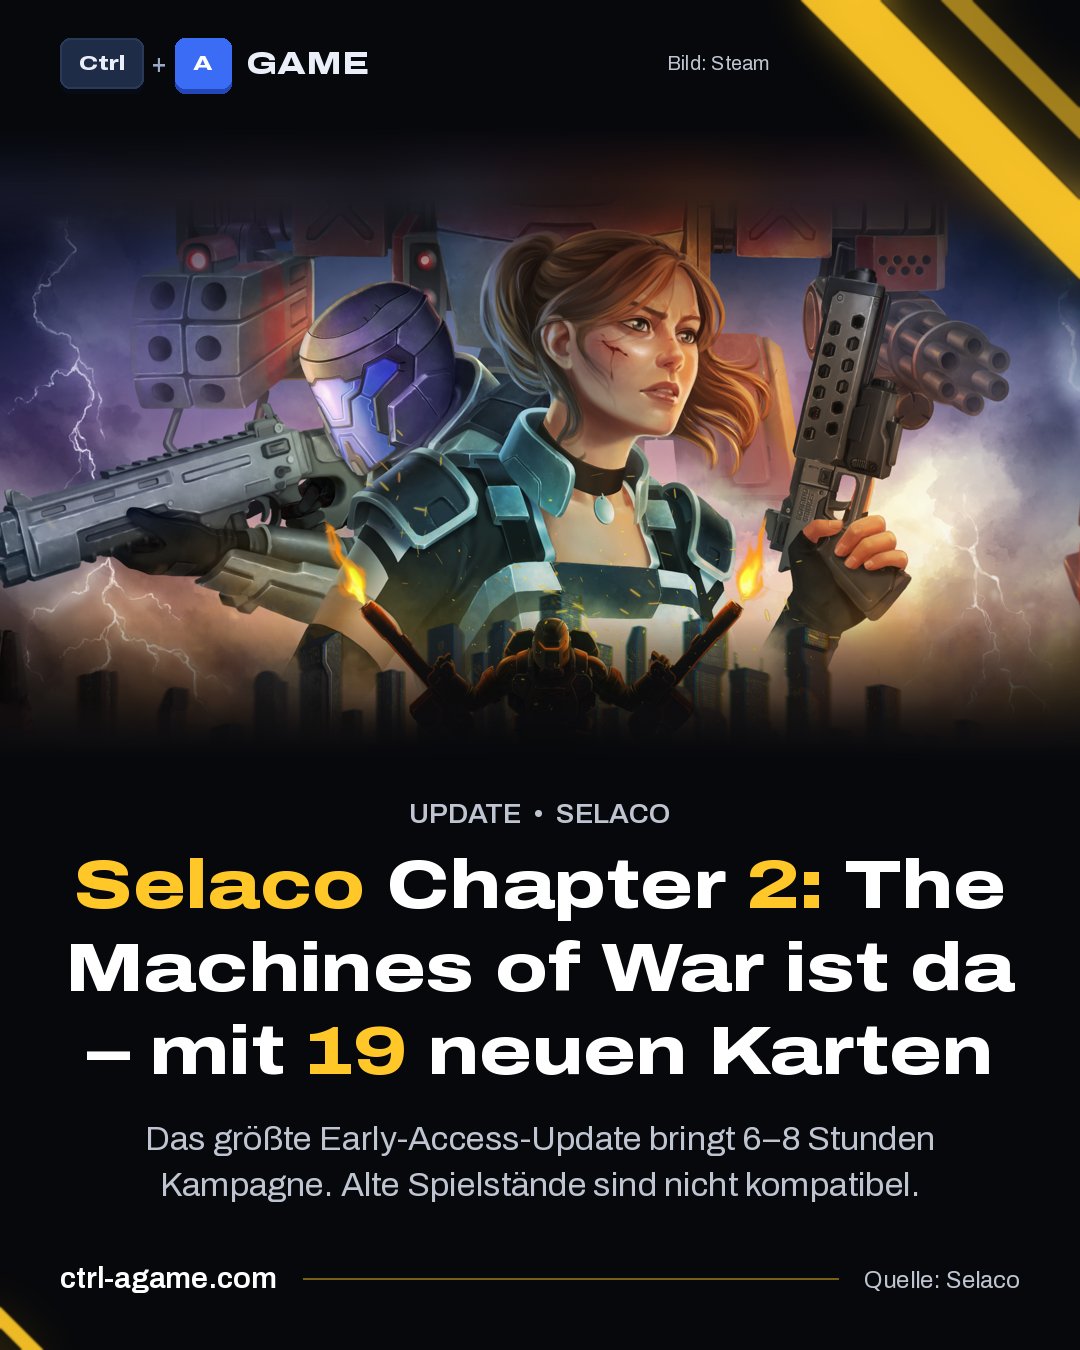 Ctrl + A GAME
Bild: Steam
UPDATE • SELACO
Selaco Chapter 2: The
Machines of War ist da
– mit 19 neuen Karten
Das größte Early-Access-Update bringt 6–8 Stunden
Kampagne. Alte Spielstände sind nicht kompatibel.
ctrl-agame.com
Quelle: Selaco